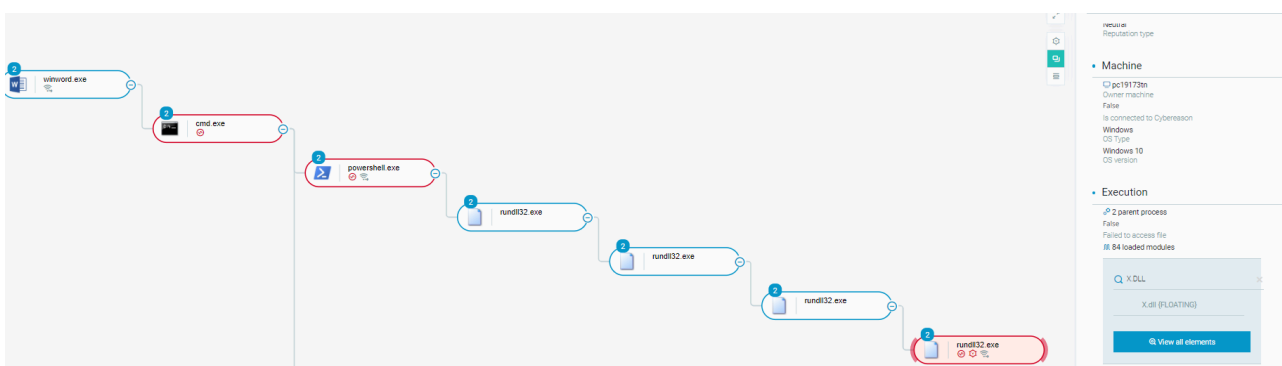 2
winword.exe
2
cmd.exe
2
powershell.exe
2
rundll32.exe
2
rundll32.exe
2
rundll32.exe
2
rundll32.exe
Neutral
Reputation type
Machine
pc19173tn
Owner machine
False
Is connected to Cybereason
Windows
OS Type
Windows 10
OS version
Execution
2 parent process
False
Failed to access file
84 loaded modules
X.DLL
X.dll (FLOATING)
View all elements